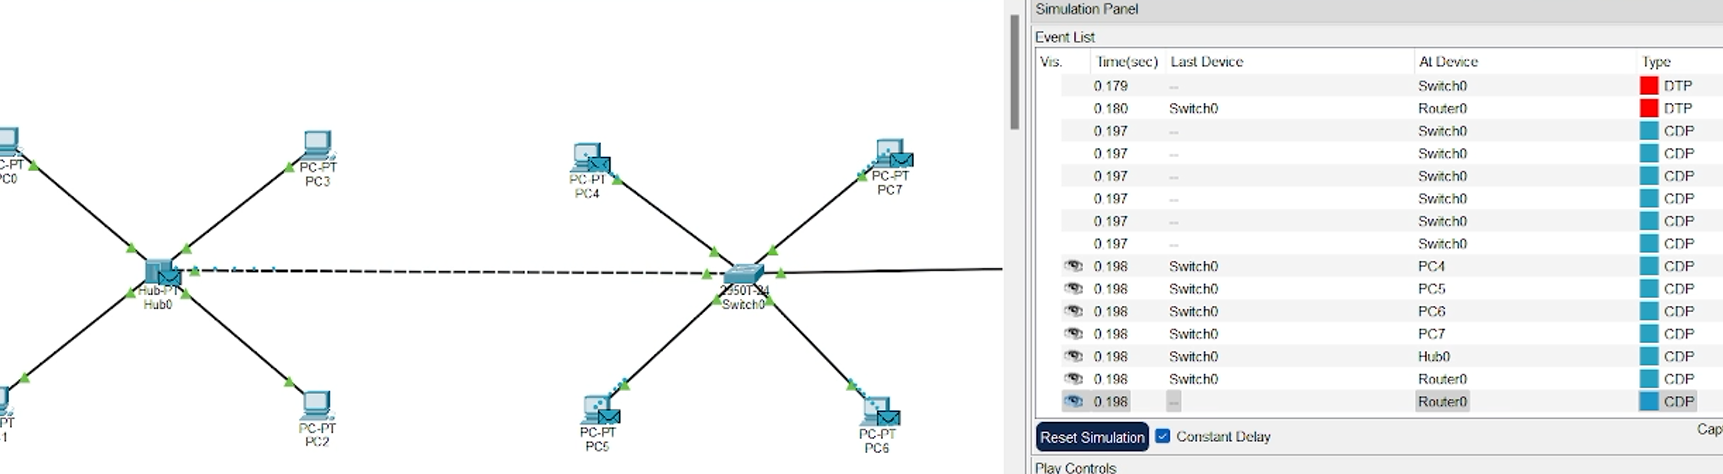 PC-PT
PC0
PC-PT
PC3
PC-PT
PC4
PC-PT
PC7
Hub-PT
Hub0
2950T-24
Switch0
PT
1
PC-PT
PC2
PC-PT
PC5
PC-PT
PC6
Simulation Panel
Event List
Vis. Time(sec) Last Device At Device Type
0.179 -- Switch0 DTP
0.180 Switch0 Router0 DTP
0.197 -- Switch0 CDP
0.197 -- Switch0 CDP
0.197 -- Switch0 CDP
0.197 -- Switch0 CDP
0.197 -- Switch0 CDP
0.197 -- Switch0 CDP
0.198 Switch0 PC4 CDP
0.198 Switch0 PC5 CDP
0.198 Switch0 PC6 CDP
0.198 Switch0 PC7 CDP
0.198 Switch0 Hub0 CDP
0.198 Switch0 Router0 CDP
0.198 -- Router0 CDP
Reset Simulation Constant Delay Capt
Play Controls